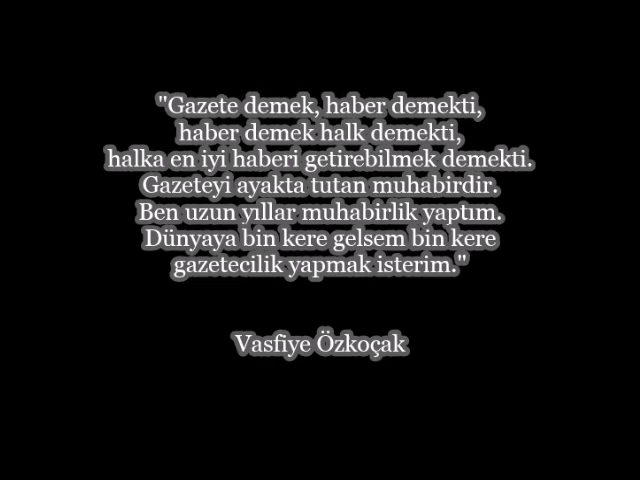 "Gazete demek, haber demekti,
haber demek halk demekti,
halka en iyi haberi getirebilmek demekti.
Gazeteyi ayakta tutan muhabirdir.
Ben uzun yıllar muhabirlik yaptım.
Dünyaya bin kere gelsem bin kere
gazetecilik yapmak isterim."
Vasfiye Özkoçak